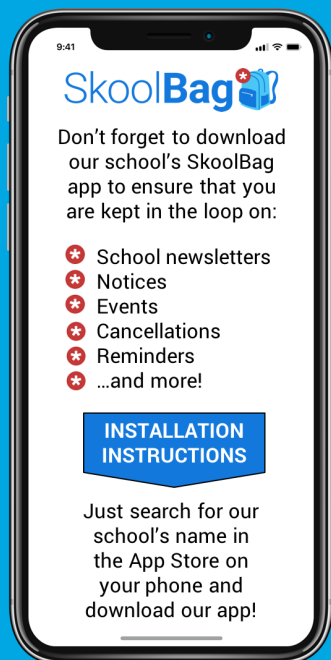 9:41
SkoolBag
Don't forget to download
our school's SkoolBag
app to ensure that you
are kept in the loop on:
School newsletters
Notices
Events
Cancellations
Reminders
...and more!
INSTALLATION
INSTRUCTIONS
Just search for our
school's name in
the App Store on
your phone and
download our app!